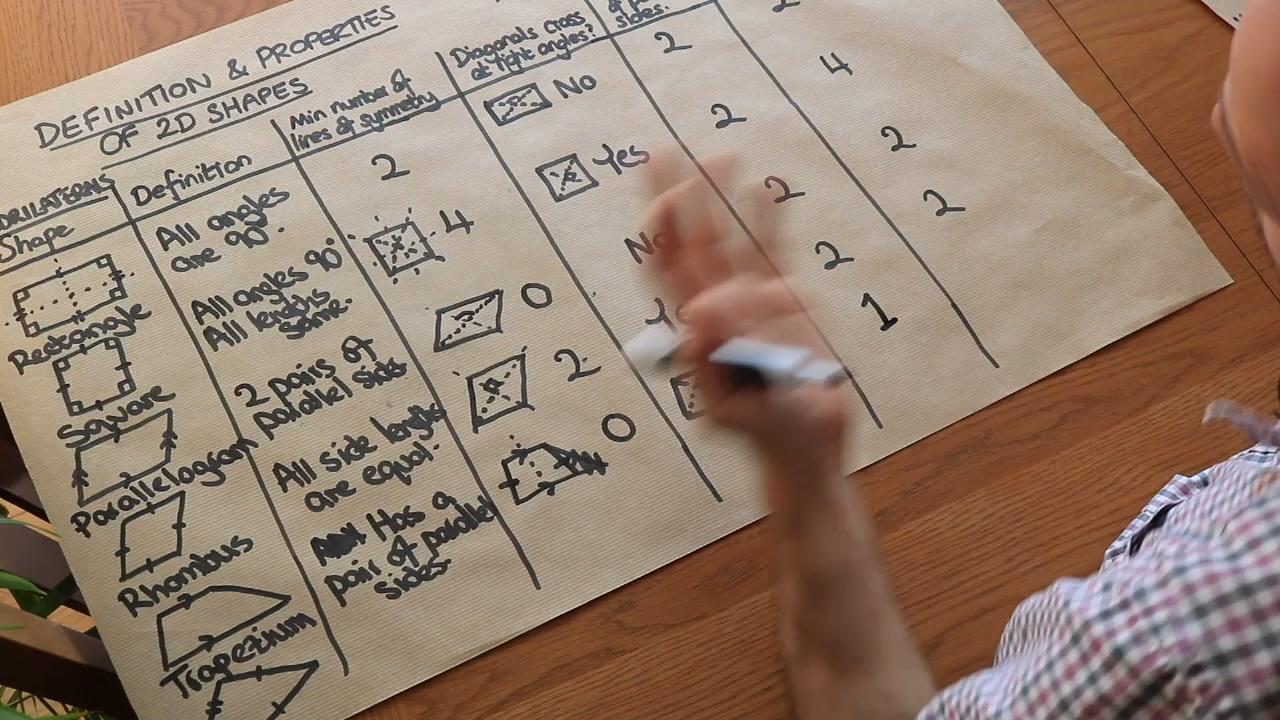 DEFINITION & PROPERTIES
OF 2D SHAPES
Shape
Definition
Min number of
lines of symmetry
Diagonals cross
at right angles?
sides.
2
Rectangle
All angles
are 90°.
2
No
2
4
Square
All angles 90°
All lengths
same.
4
Yes
2
2
Parallelogram
2 pairs of
parallel sides
0
No
2
2
Rhombus
All side lengths
are equal.
2
2
Trapezium
Has a
pair of parallel
sides.
0
1